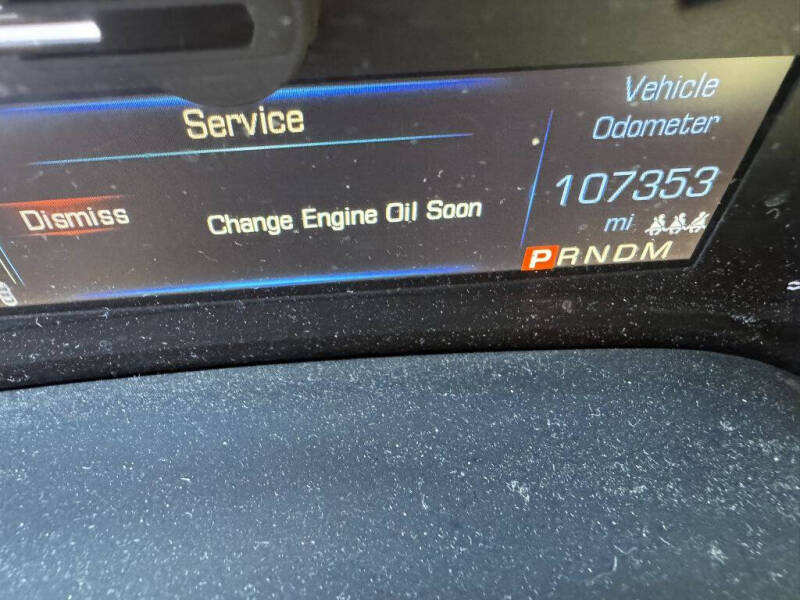 Service
Dismiss
Change Engine Oil Soon
Vehicle
Odometer
107353
mi
PRNDM